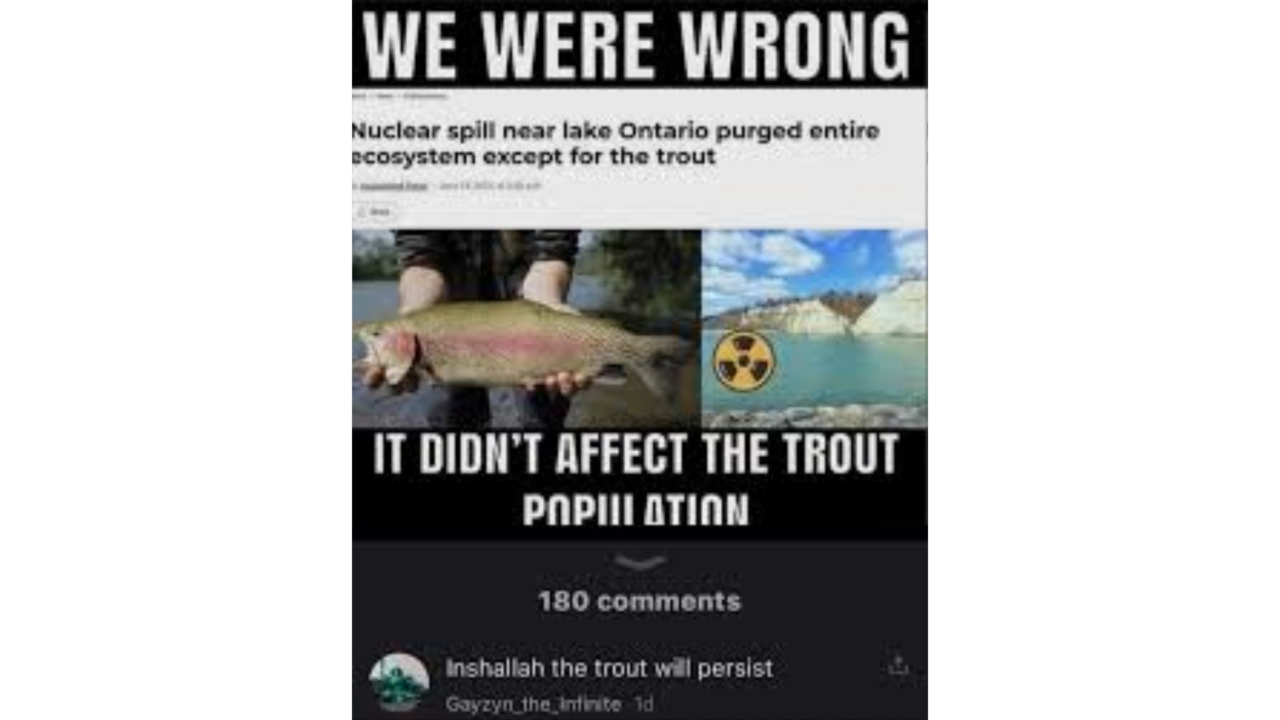 WE WERE WRONG
Nuclear spill near lake Ontario purged entire
ecosystem except for the trout
IT DIDN'T AFFECT THE TROUT
POPULATION
180 comments
Inshallah the trout will persist
Gayzyn_the_Infinite 1d